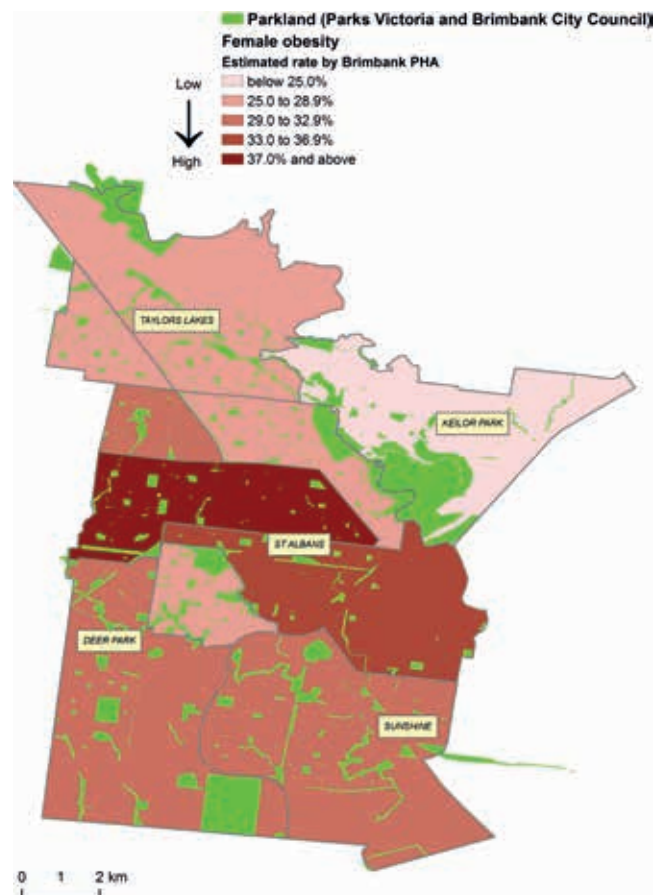 Parkland (Parks Victoria and Brimbank City Council)
Female obesity
Estimated rate by Brimbank PHA
Low
High
below 25.0%
25.0 to 28.9%
29.0 to 32.9%
33.0 to 36.9%
37.0% and above
TAYLORS LAKES
KEILOR PARK
ST ALBANS
DEER PARK
SUNSHINE
0 1 2 km